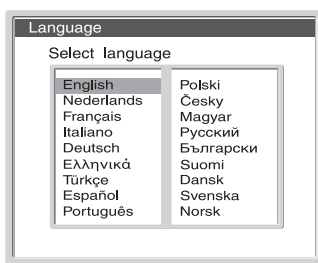 Language
Select language
English
Nederlands
Français
Italiano
Deutsch
Ελληνικά
Türkçe
Español
Português
Polski
Česky
Magyar
Русский
Български
Suomi
Dansk
Svenska
Norsk